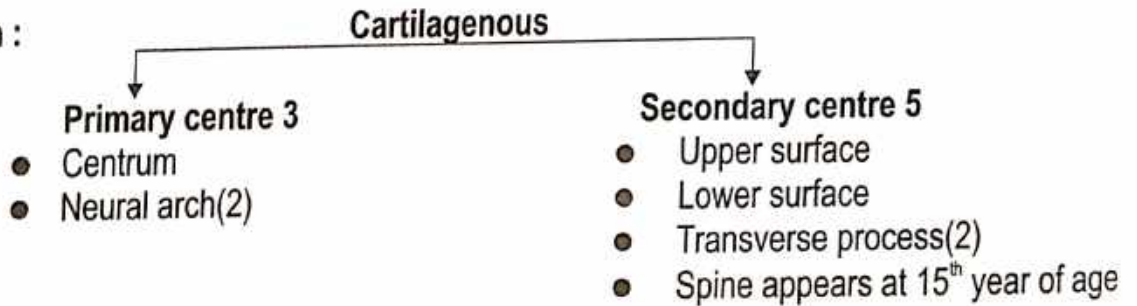 :
Cartilagenous
Primary centre 3
● Centrum
● Neural arch(2)
Secondary centre 5
● Upper surface
● Lower surface
● Transverse process(2)
● Spine appears at 15th year of age